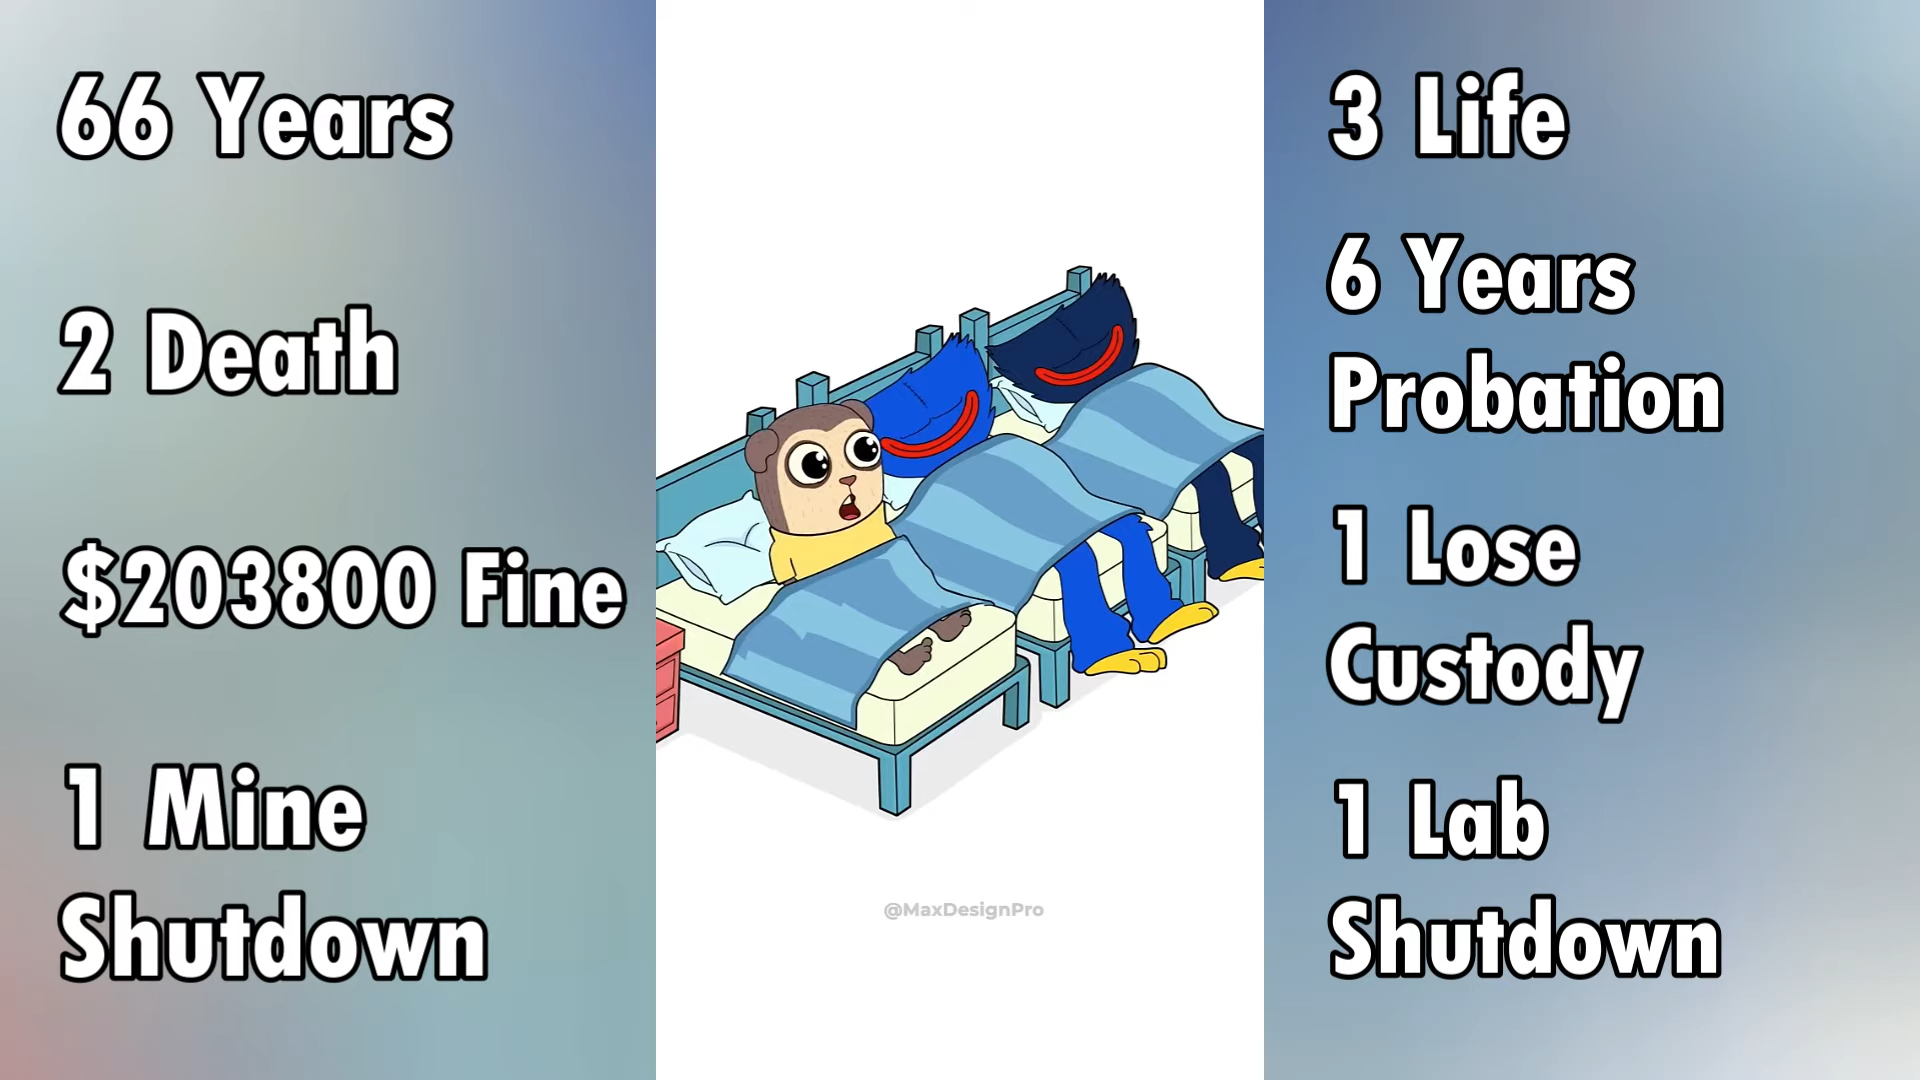 66 Years
2 Death
$203800 Fine
1 Mine
Shutdown
@MaxDesignPro
3 Life
6 Years
Probation
1 Lose
Custody
1 Lab
Shutdown